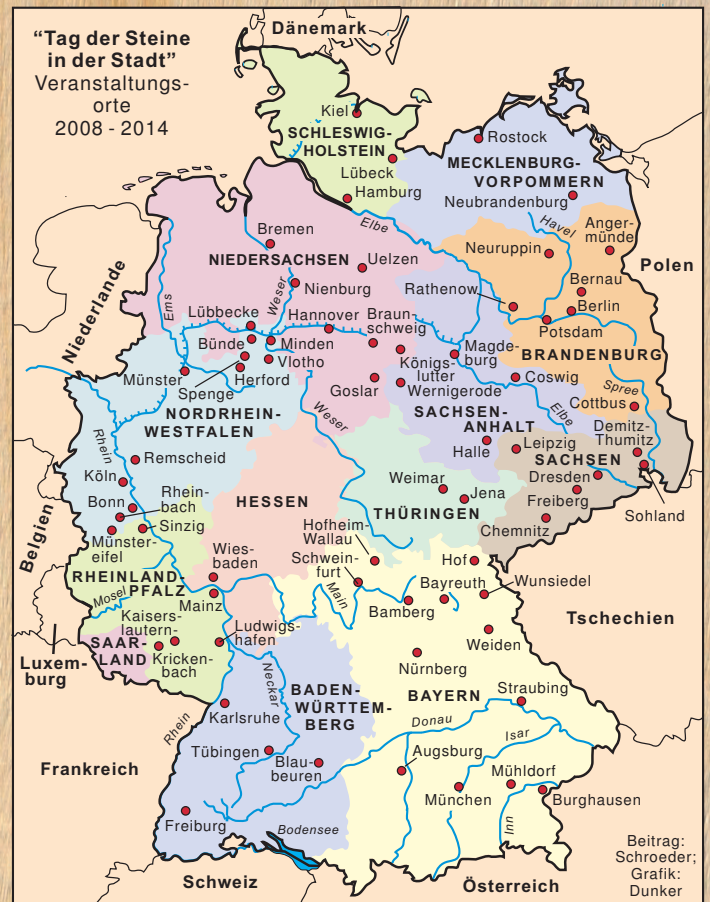 “Tag der Steine
in der Stadt”
Veranstaltungs-
orte
2008 - 2014
Dänemark
Kiel
SCHLESWIG-
HOLSTEIN
Lübeck
Hamburg
Rostock
MECKLENBURG-
VORPOMMERN
Neubrandenburg
Elbe
Havel
Anger-
münde
Neuruppin
Polen
Bremen
NIEDERSACHSEN
Uelzen
Nienburg
Weser
Ems
Niederlande
Rathenow
Bernau
Berlin
Potsdam
BRANDENBURG
Lübbecke
Hannover
Braun-
schweig
Bünde
Minden
Vlotho
Münster
Spenge
Herford
Königs-
lutter
Magde-
burg
Goslar
Wernigerode
Coswig
Spree
Cottbus
NORDRHEIN-
WESTFALEN
Weser
SACHSEN-
ANHALT
Elbe
Demitz-
Thumitz
Rhein
Remscheid
Halle
Leipzig
SACHSEN
Köln
Bonn
Rhein-
bach
HESSEN
Weimar
Jena
Dresden
Freiberg
Sohland
Belgien
Münster-
eifel
Sinzig
THÜRINGEN
Chemnitz
Hofheim-
Wallau
Wies-
baden
Schwein-
furt
Hof
RHEINLAND-
PFALZ
Mosel
Mainz
Main
Bayreuth
Wunsiedel
Bamberg
Tschechien
Kaisers-
lautern
Ludwigs-
hafen
SAAR-
LAND
Kricken-
bach
Luxem-
burg
Weiden
Nürnberg
Neckar
BADEN-
WÜRTTEM-
BERG
BAYERN
Straubing
Karlsruhe
Rhein
Donau
Isar
Frankreich
Tübingen
Blau-
beuren
Augsburg
München
Mühldorf
Burghausen
Freiburg
Bodensee
Inn
Schweiz
Österreich
Beitrag:
Schroeder;
Grafik:
Dunker